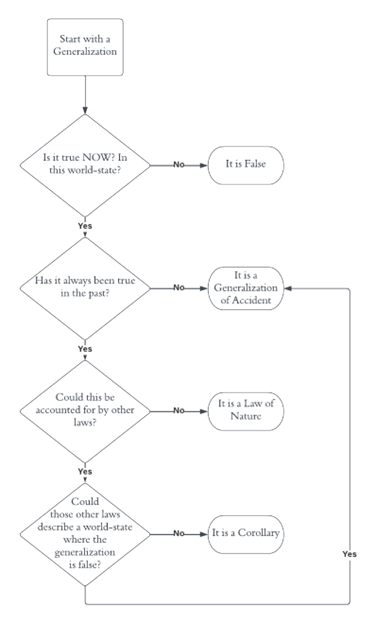 Start with a
Generalization
Is it true NOW? In
this world-state?
No
It is False
Yes
Has it always been true
in the past?
No
It is a
Generalization
of Accident
Yes
Could this be
accounted for by other
laws?
No
It is a Law of
Nature
Yes
Could
those other laws
describe a world-state
where the
generalization
is false?
No
It is a Corollary
Yes